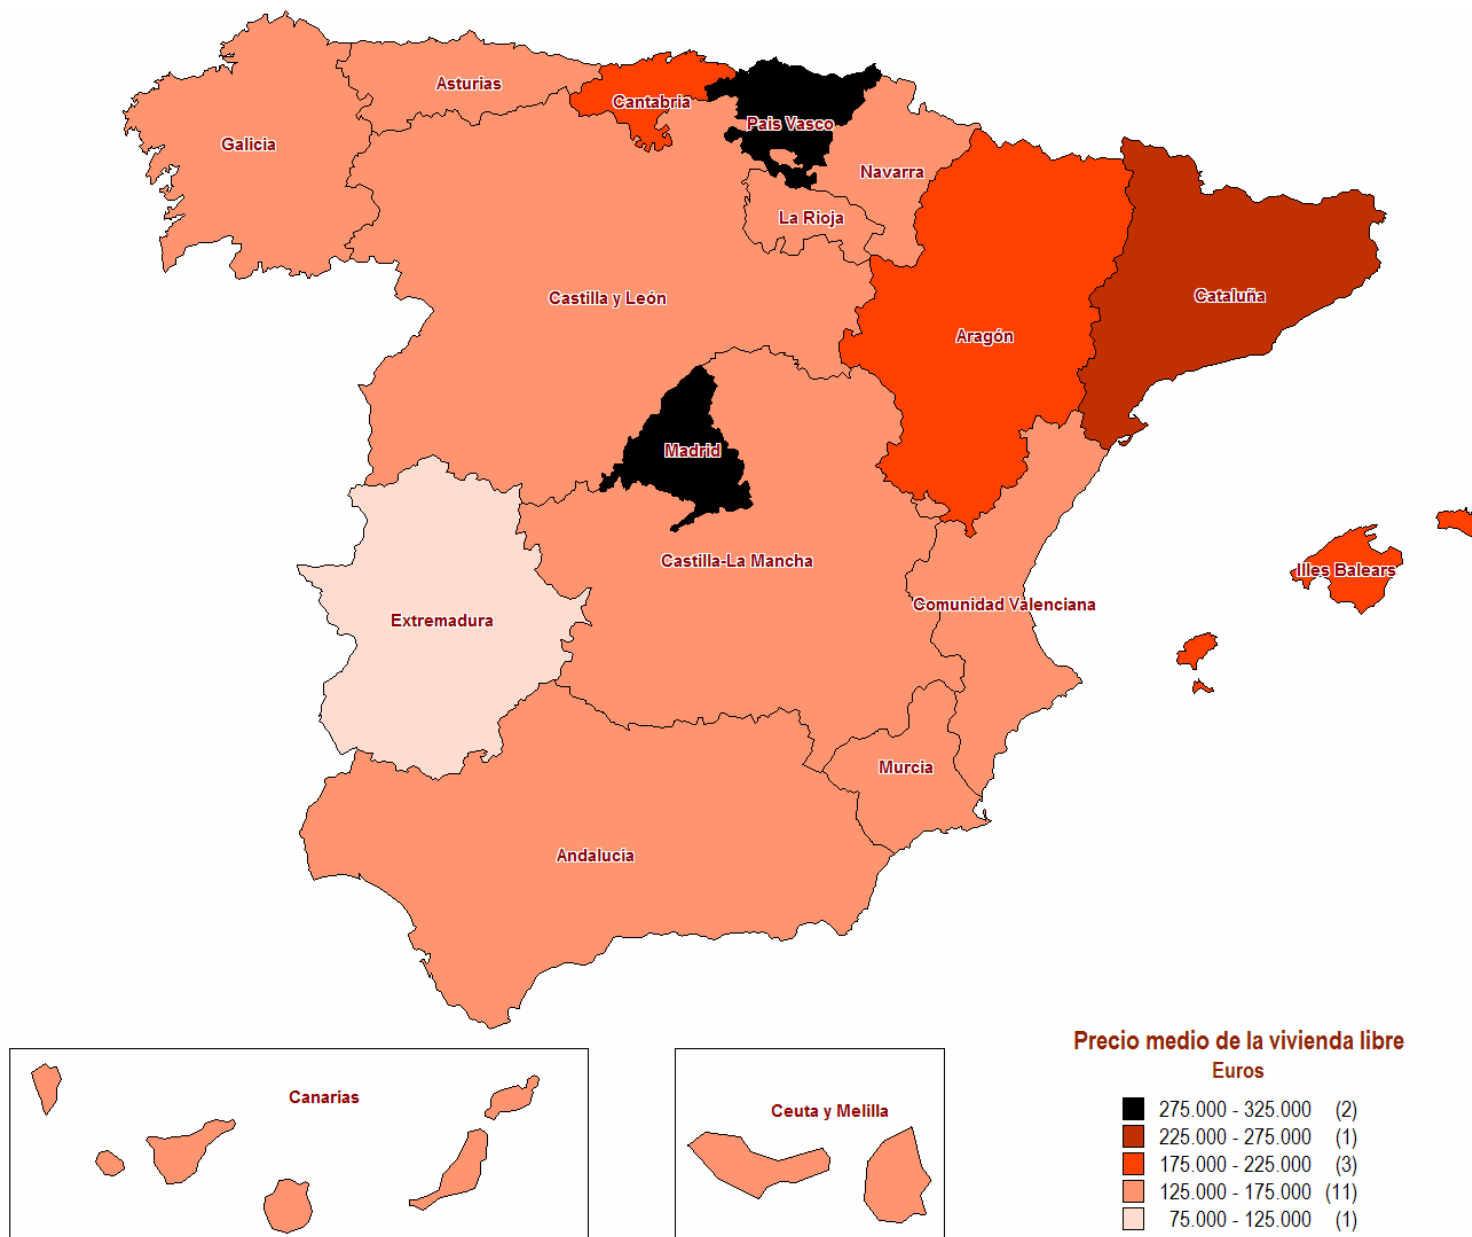 Asturias
Cantabria
Pais Vasco
Galicia
Navarra
La Rioja
Castilla y León
Cataluña
Aragón
Madrid
Castilla-La Mancha
Illes Balears
Comunidad Valenciana
Extremadura
Murcia
Andalucía
Canarias
Ceuta y Melilla
Precio medio de la vivienda libre
Euros
275.000 - 325.000 (2)
225.000 - 275.000 (1)
175.000 - 225.000 (3)
125.000 - 175.000 (11)
75.000 - 125.000 (1)